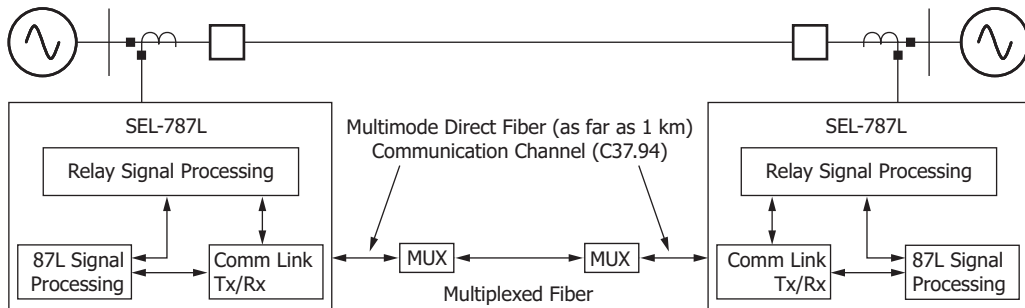 SEL-787L
Relay Signal Processing
87L Signal
Processing
Comm Link
Tx/Rx
Multimode Direct Fiber (as far as 1 km)
Communication Channel (C37.94)
MUX
MUX
Multiplexed Fiber
SEL-787L
Relay Signal Processing
Comm Link
Tx/Rx
87L Signal
Processing